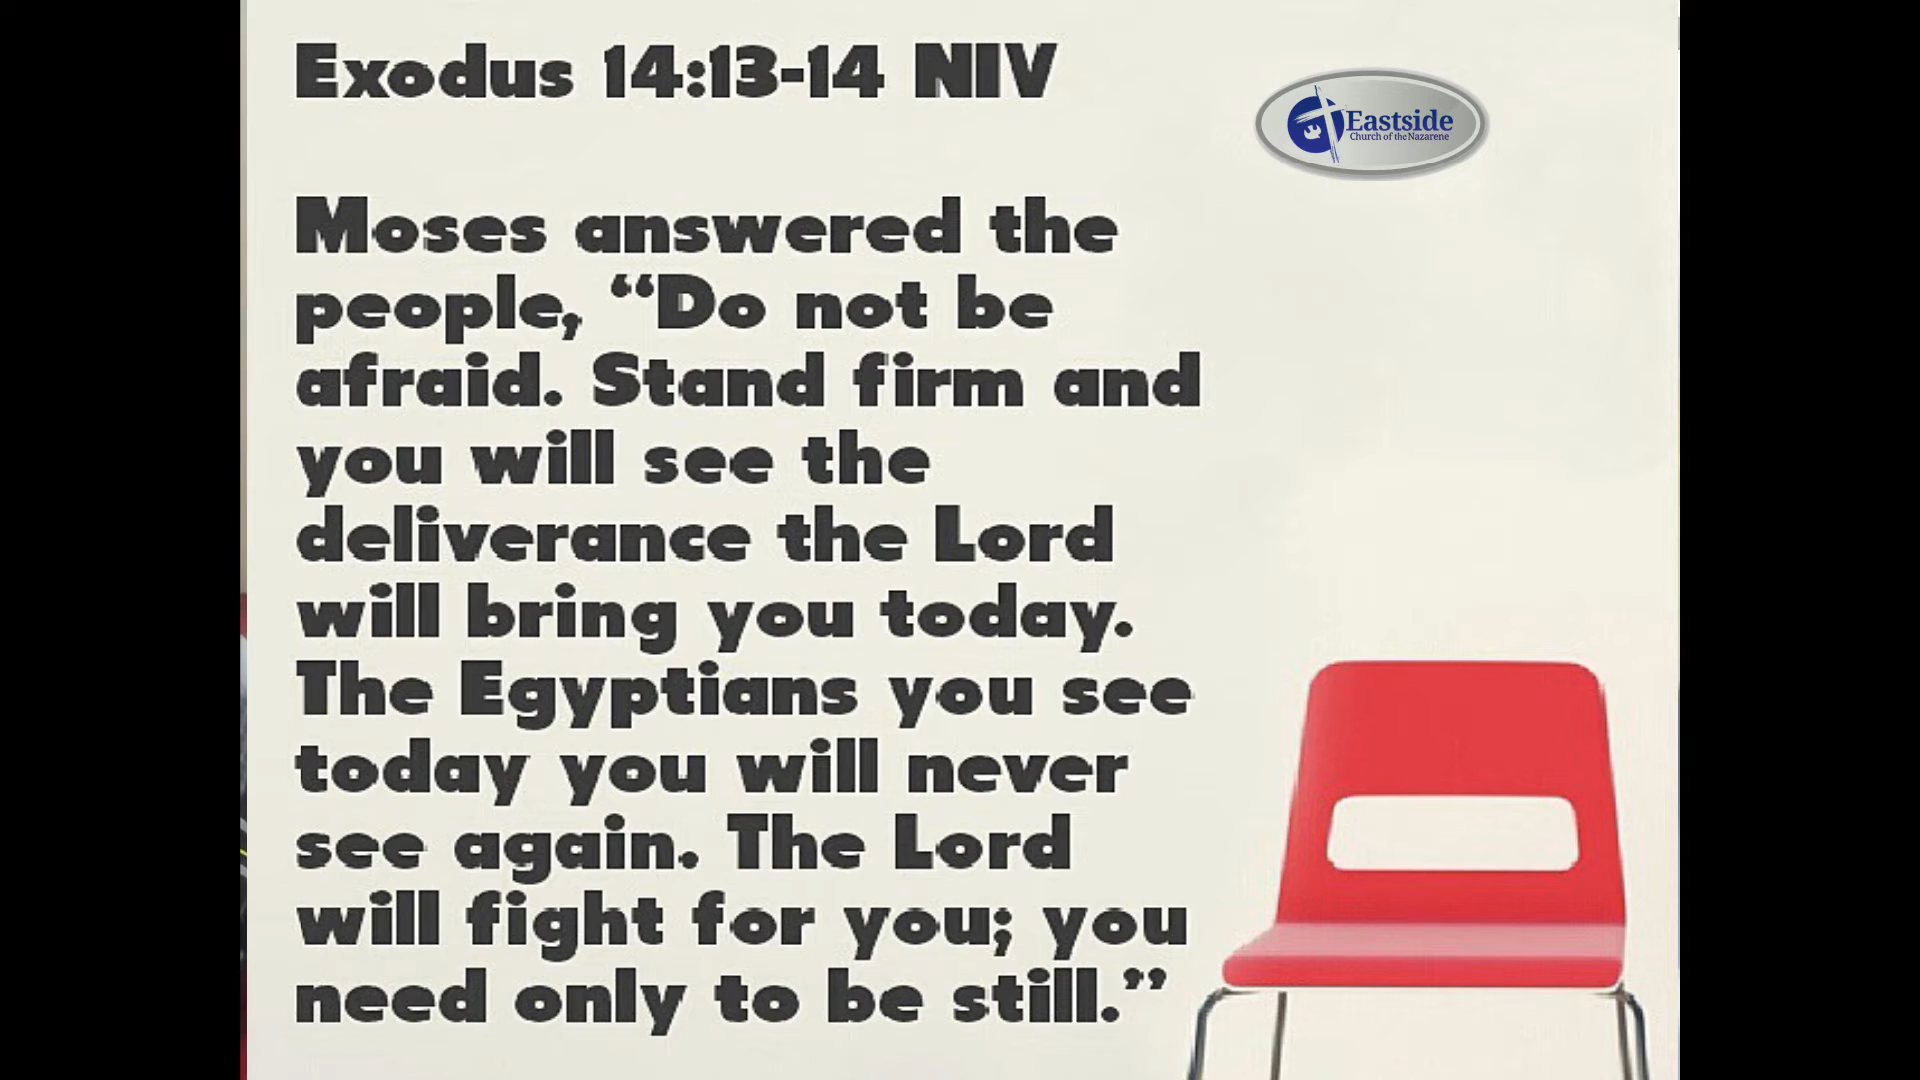 Exodus 14:13-14 NIV
Eastside
Church of the Nazarene
Moses answered the
people, “Do not be
afraid. Stand firm and
you will see the
deliverance the Lord
will bring you today.
The Egyptians you see
today you will never
see again. The Lord
will fight for you; you
need only to be still.”